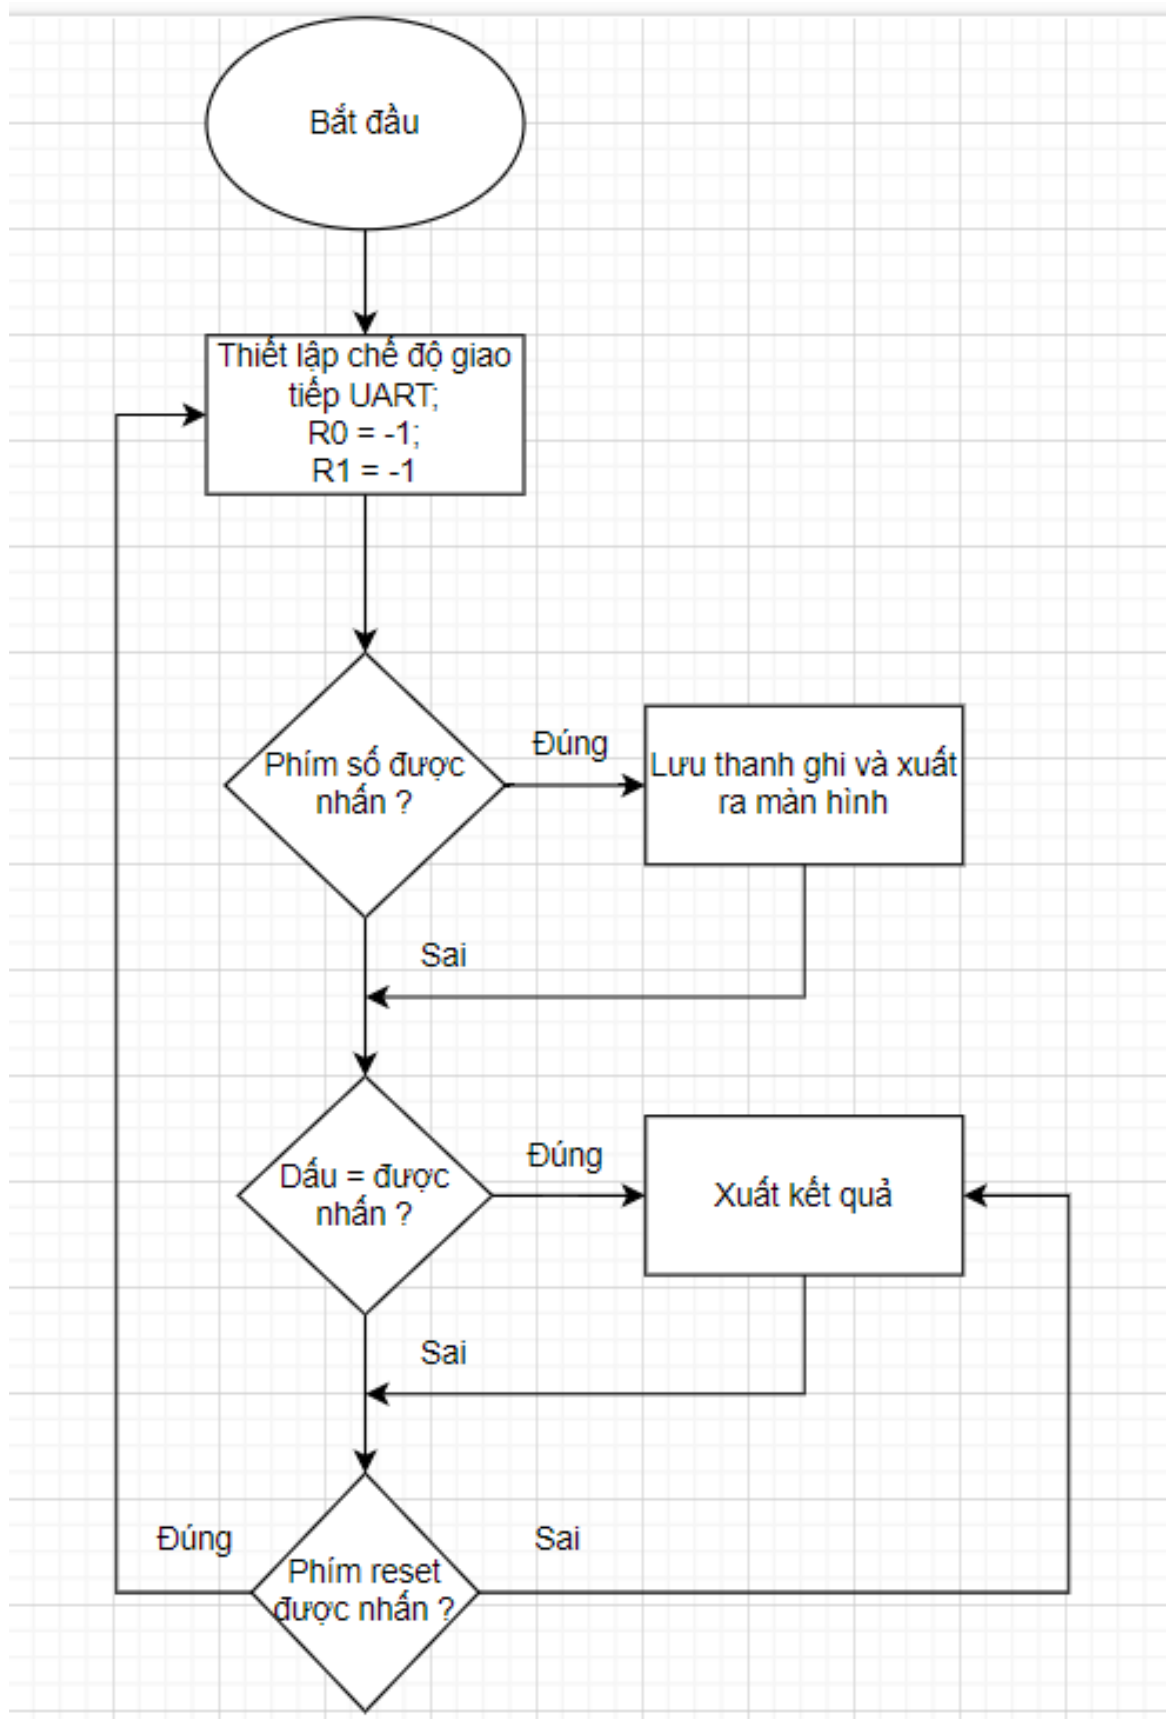 Bắt đầu
Thiết lập chế độ giao
tiếp UART;
R0 = -1;
R1 = -1
Phím số được
nhấn ?
Đúng
Lưu thanh ghi và xuất
ra màn hình
Sai
Dấu = được
nhấn ?
Đúng
Xuất kết quả
Sai
Đúng
Phím reset
được nhấn ?
Sai